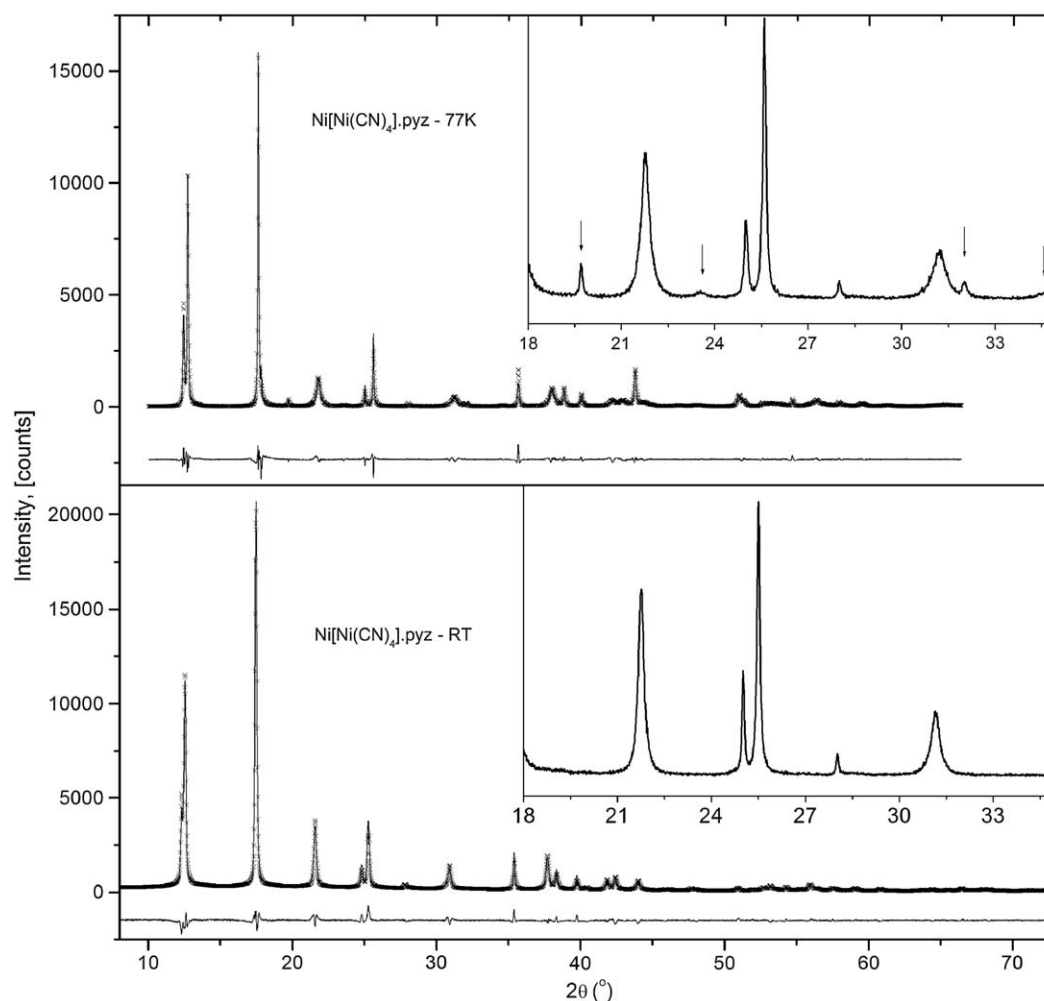 15000
10000
5000
0
Ni[Ni(CN)₄].pyz - 77K
18 21 24 27 30 33
20000
15000
10000
5000
0
Ni[Ni(CN)₄].pyz - RT
18 21 24 27 30 33
10 20 30 40 50 60 70
2θ (°)
Intensity, [counts]